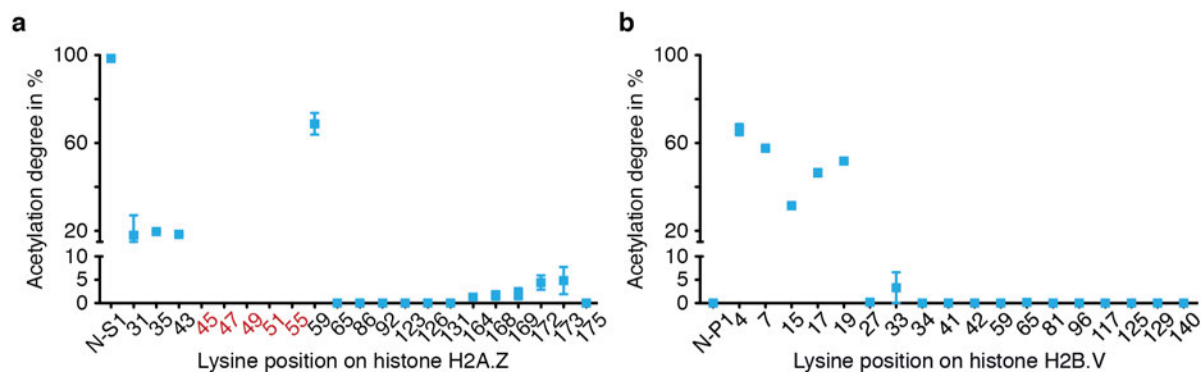 a
Acetylation degree in %
100
60
20
10
5
0
N-S1 31 35 43 45 47 49 51 55 59 65 86 92 123 126 131 164 168 169 172 173 175
Lysine position on histone H2A.Z
b
Acetylation degree in %
100
60
20
10
5
0
N-P1 4 7 15 17 19 27 33 34 41 42 59 65 81 96 117 125 129 140
Lysine position on histone H2B.V